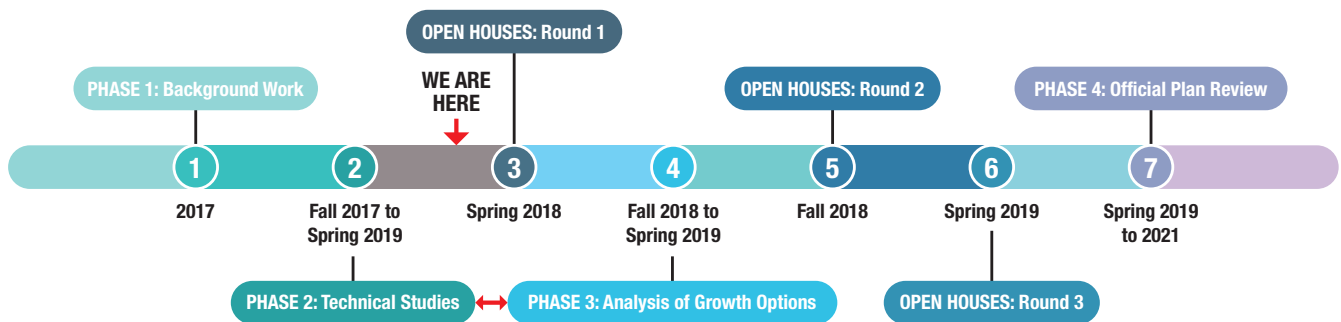 OPEN HOUSES: Round 1
PHASE 1: Background Work
WE ARE
HERE
OPEN HOUSES: Round 2
PHASE 4: Official Plan Review
1
2
3
4
5
6
7
2017
Fall 2017 to
Spring 2019
Spring 2018
Fall 2018 to
Spring 2019
Fall 2018
Spring 2019
Spring 2019
to 2021
PHASE 2: Technical Studies
PHASE 3: Analysis of Growth Options
OPEN HOUSES: Round 3